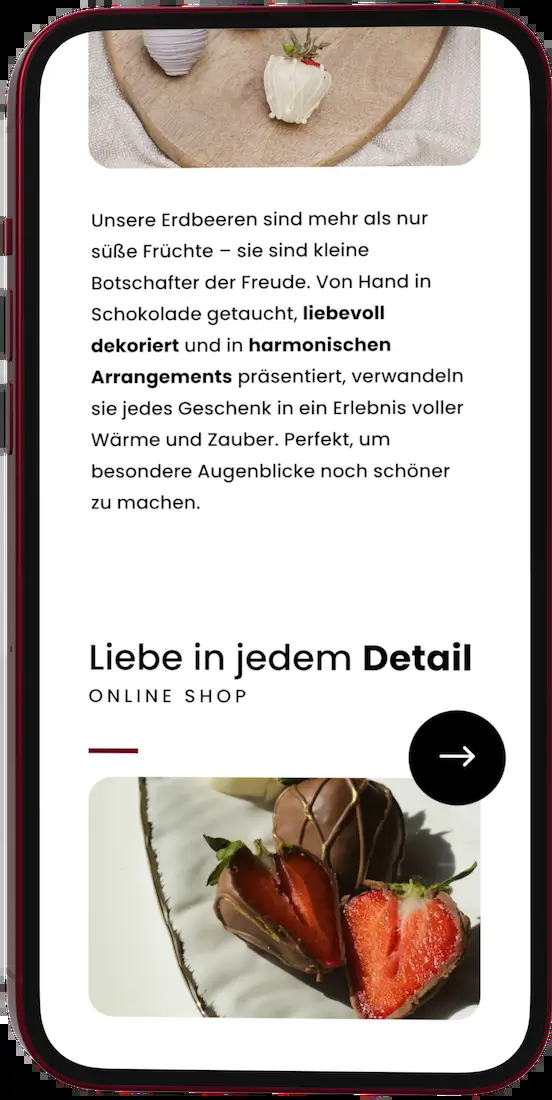 Unsere Erdbeeren sind mehr als nur
süße Früchte – sie sind kleine
Botschafter der Freude. Von Hand in
Schokolade getaucht, liebevoll
dekoriert und in harmonischen
Arrangements präsentiert, verwandeln
sie jedes Geschenk in ein Erlebnis voller
Wärme und Zauber. Perfekt, um
besondere Augenblicke noch schöner
zu machen.
Liebe in jedem Detail
ONLINE SHOP